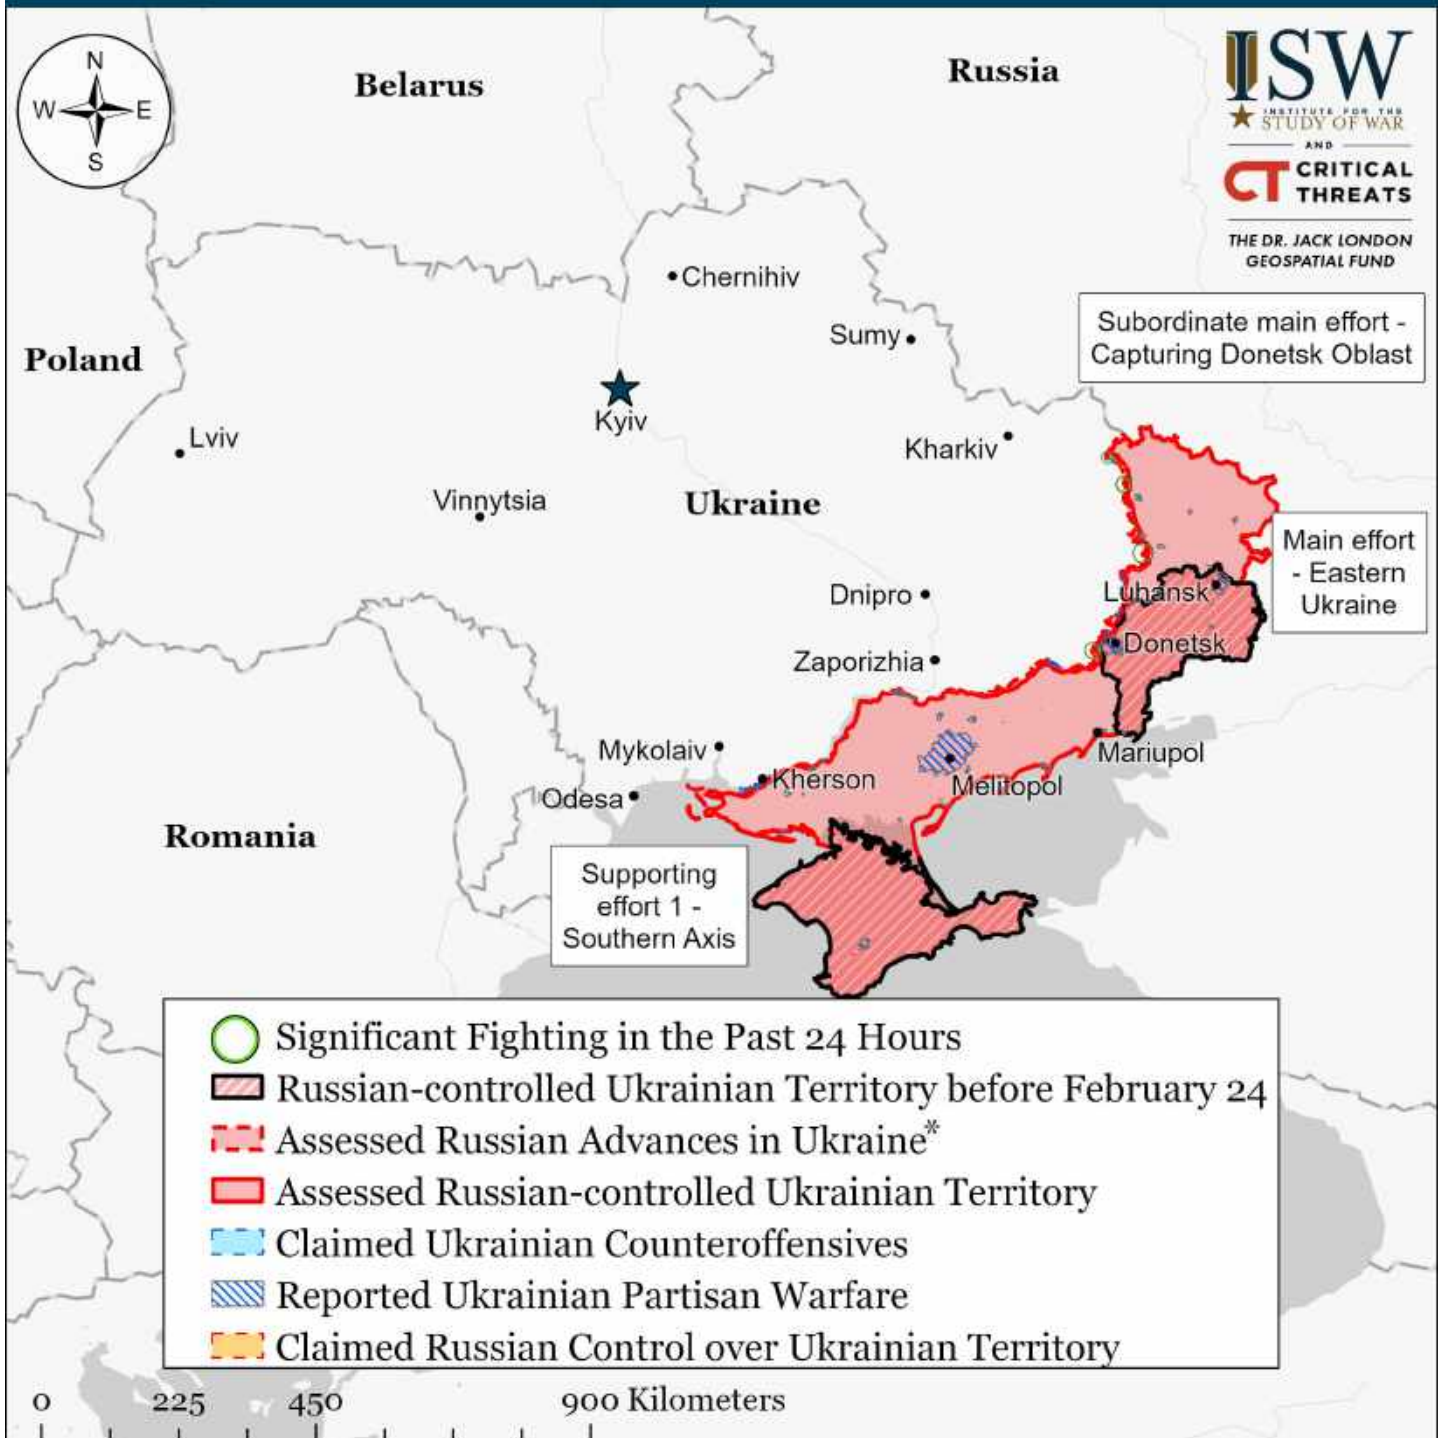 N
W
E
S
Belarus
Russia
ISW
INSTITUTE FOR THE
STUDY OF WAR
AND
CT CRITICAL
THREATS
THE DR. JACK LONDON
GEOSPATIAL FUND
Chernihiv
Subordinate main effort -
Capturing Donetsk Oblast
Sumy
Poland
Kyiv
Lviv
Kharkiv
Vinnytsia
Ukraine
Main effort
- Eastern
Ukraine
Dnipro
Luhansk
Donetsk
Zaporizhia
Mykolaiv
Mariupol
Kherson
Melitopol
Odesa
Romania
Supporting
effort 1 -
Southern Axis
Significant Fighting in the Past 24 Hours
Russian-controlled Ukrainian Territory before February 24
Assessed Russian Advances in Ukraine*
Assessed Russian-controlled Ukrainian Territory
Claimed Ukrainian Counteroffensives
Reported Ukrainian Partisan Warfare
Claimed Russian Control over Ukrainian Territory
0 225 450 900 Kilometers